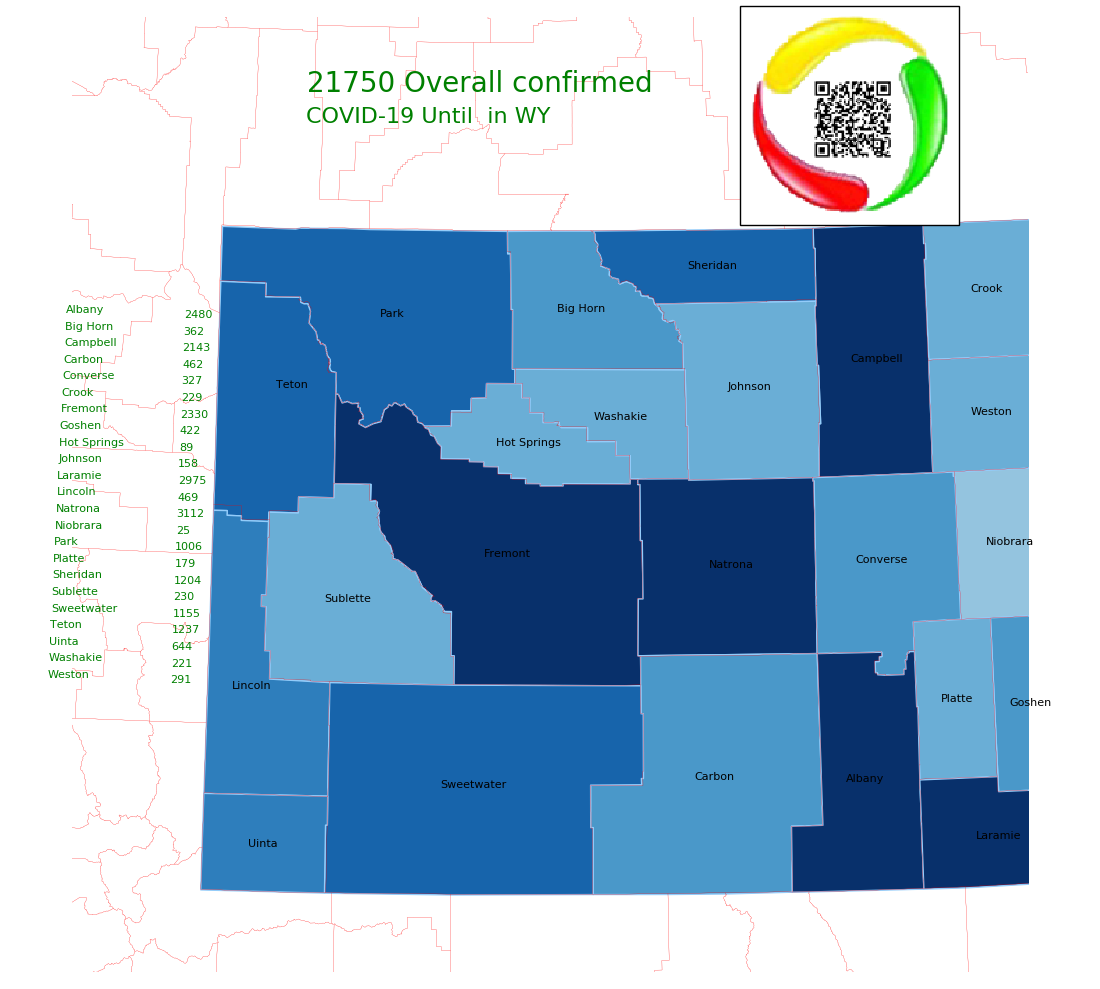 21750 Overall confirmed
COVID-19 Until in WY
Albany 2480
Big Horn 362
Campbell 2143
Carbon 462
Converse 327
Crook 229
Fremont 2330
Goshen 422
Hot Springs 89
Johnson 158
Laramie 2975
Lincoln 469
Natrona 3112
Niobrara 25
Park 1006
Platte 179
Sheridan 1204
Sublette 230
Sweetwater 1155
Teton 1237
Uinta 644
Washakie 221
Weston 291
Sheridan
Crook
Big Horn
Park
Campbell
Teton
Johnson
Weston
Washakie
Hot Springs
Niobrara
Fremont
Converse
Natrona
Sublette
Lincoln
Platte
Goshen
Carbon
Albany
Sweetwater
Laramie
Uinta